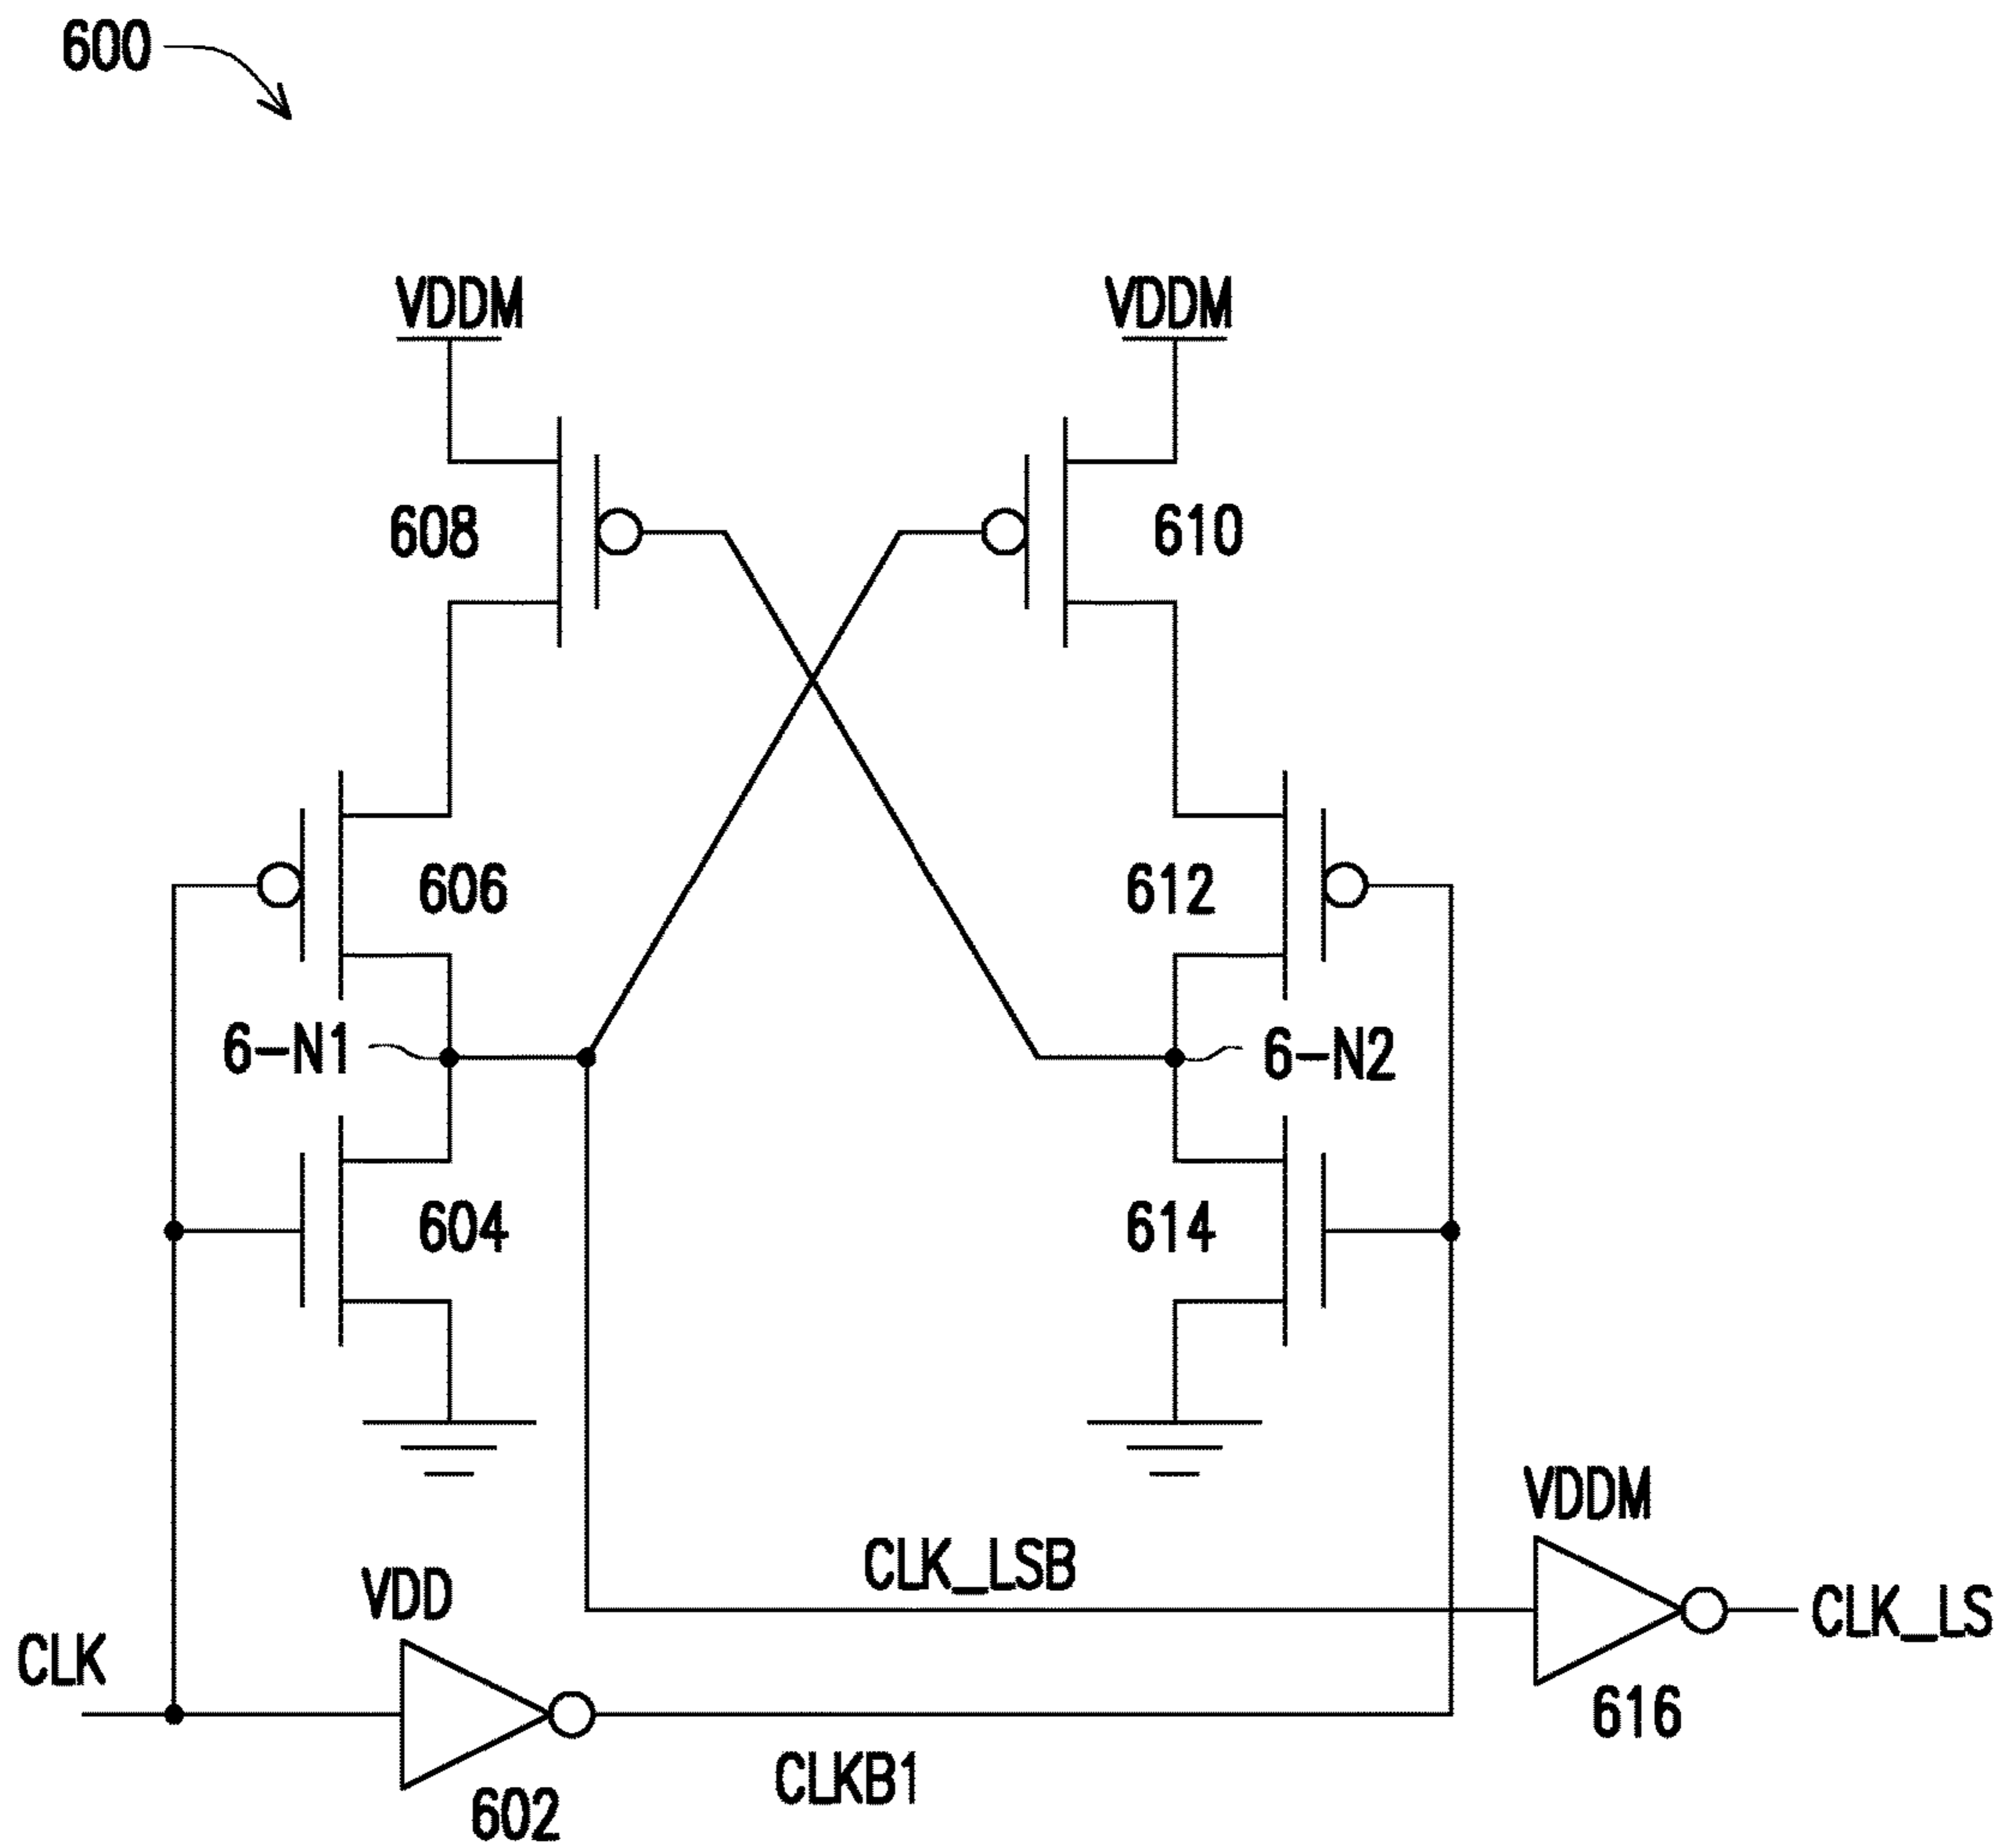 600
VDDM
VDDM
608
610
606
612
6-N1
6-N2
604
614
VDDM
CLK_LSB
VDD
CLK_LS
CLK
616
CLKB1
602